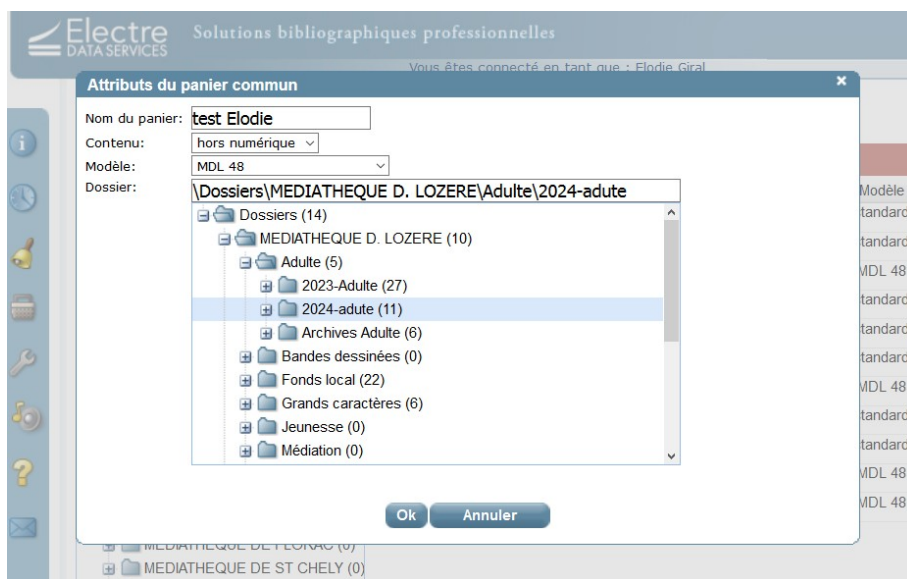 Electre
DATA SERVICES
Solutions bibliographiques professionnelles
Vous êtes connecté en tant que : Elodie Giral
Attributs du panier commun
Nom du panier: test Elodie
Contenu: hors numérique
Modèle: MDL 48
Dossier: \Dossiers\MEDIATHEQUE D. LOZERE\Adulte\2024-adute
Dossiers (14)
MEDIATHEQUE D. LOZERE (10)
Adulte (5)
2023-Adulte (27)
2024-adute (11)
Archives Adulte (6)
Bandes dessinées (0)
Fonds local (22)
Grands caractères (6)
Jeunesse (0)
Médiation (0)
Ok Annuler
Modèle
tandard
tandard
MDL 48
tandard
tandard
tandard
MDL 48
tandard
tandard
MDL 48
MDL 48
MEDIATHEQUE DE FLORAC (0)
MEDIATHEQUE DE ST CHELY (0)